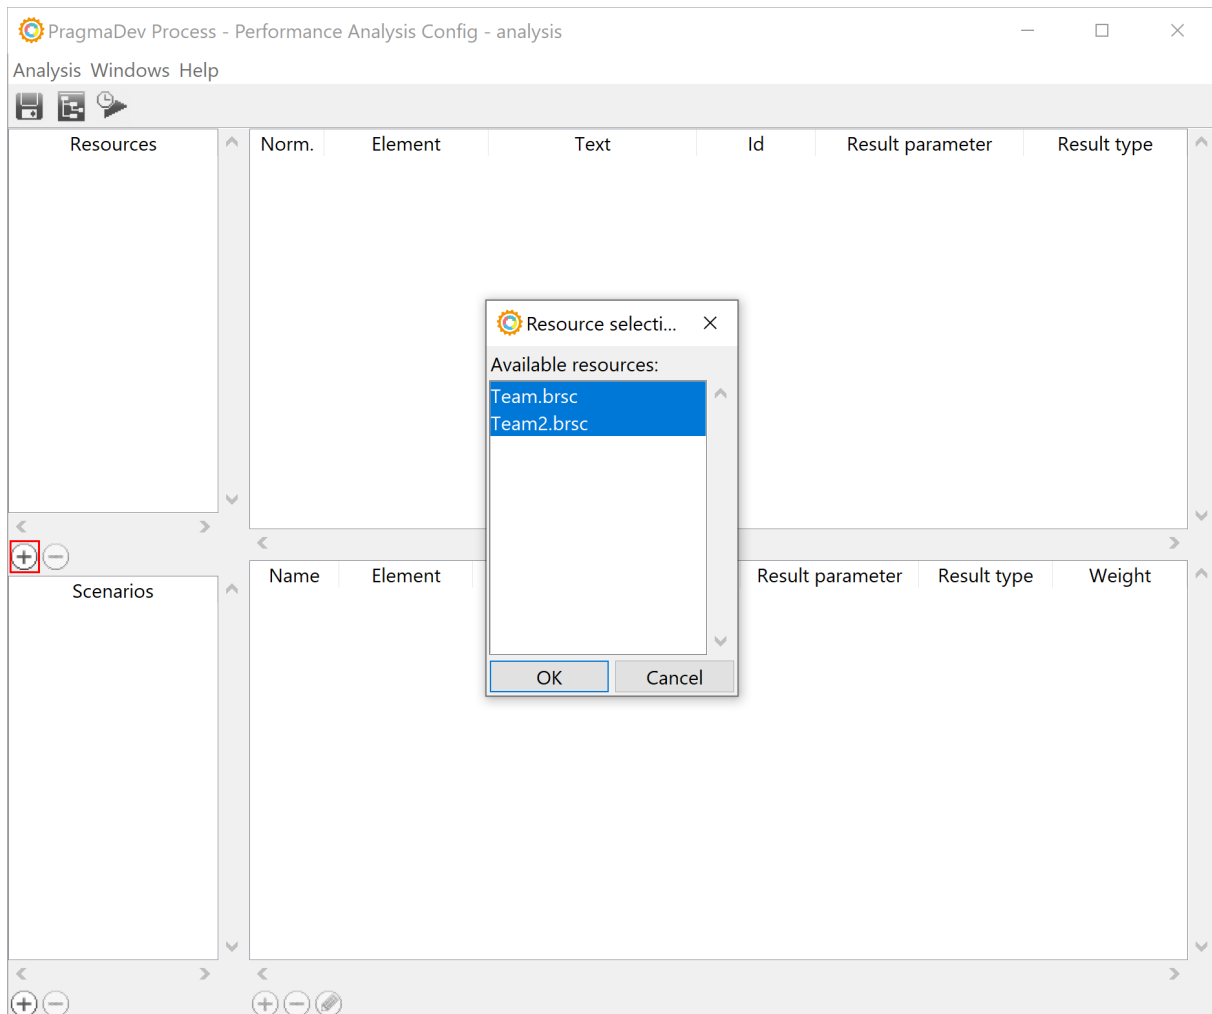 PragmaDev Process - Performance Analysis Config - analysis
Analysis Windows Help
Resources
Norm. Element Text Id Result parameter Result type
Resource selecti...
Available resources:
Team.brsc
Team2.brsc
OK Cancel
Scenarios
Name Element Result parameter Result type Weight